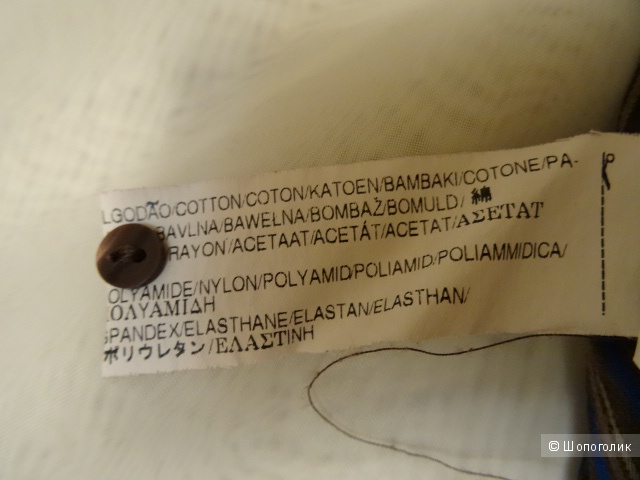 LGODÃO/COTTON/COTON/KATOEN/BAMBAKI/COTONE/PA-
BAVLNA/BAWEŁNA/BOMBAŽ/BOMULD/ 綿
RAYON/ACETAAT/ACETÁT/ACETAT/ΑΣΕΤΑΤ
OLYAMIDE/NYLON/POLYAMID/POLIAMID/POLIAMMIDICA/
ΟΛΥΑΜΙΔΗ
SPANDEX/ELASTHANE/ELASTAN/ELASTHAN/
ポリウレタン/ΕΛΑΣΤΙΝΗ
© Шопоголик